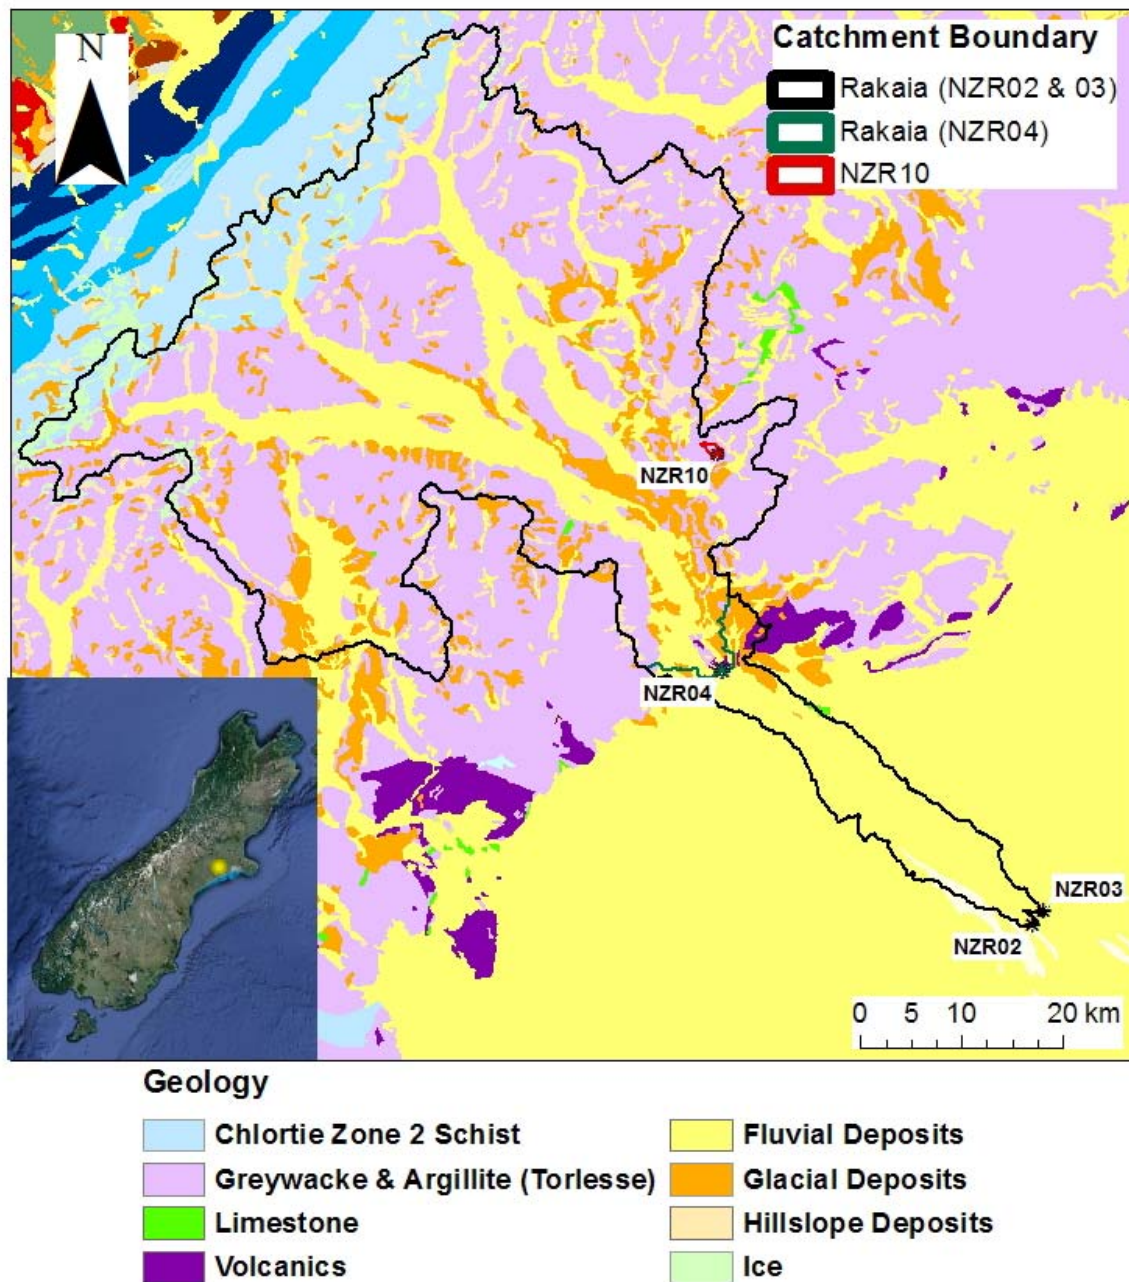 N
Catchment Boundary
Rakaia (NZR02 & 03)
Rakaia (NZR04)
NZR10
NZR10
NZR04
NZR03
NZR02
0 5 10 20 km
Geology
Chlortie Zone 2 Schist
Greywacke & Argillite (Torlesse)
Limestone
Volcanics
Fluvial Deposits
Glacial Deposits
Hillslope Deposits
Ice